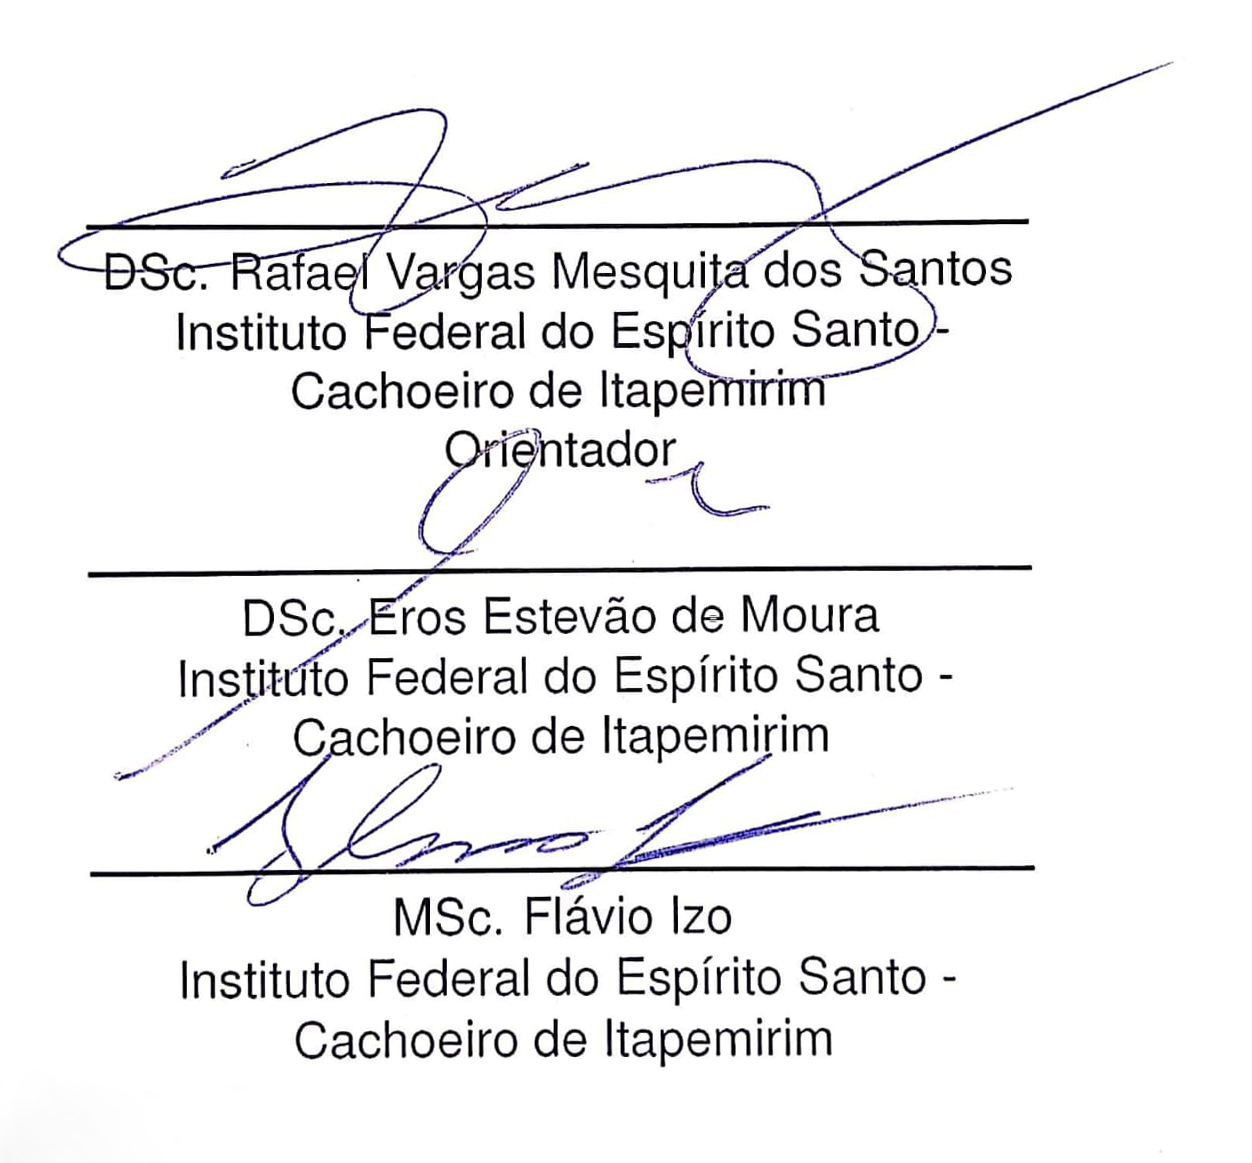 DSc. Rafael Vargas Mesquita dos Santos
Instituto Federal do Espírito Santo -
Cachoeiro de Itapemirim
Orientador
DSc. Eros Estevão de Moura
Instituto Federal do Espírito Santo -
Cachoeiro de Itapemirim
MSc. Flávio Izo
Instituto Federal do Espírito Santo -
Cachoeiro de Itapemirim